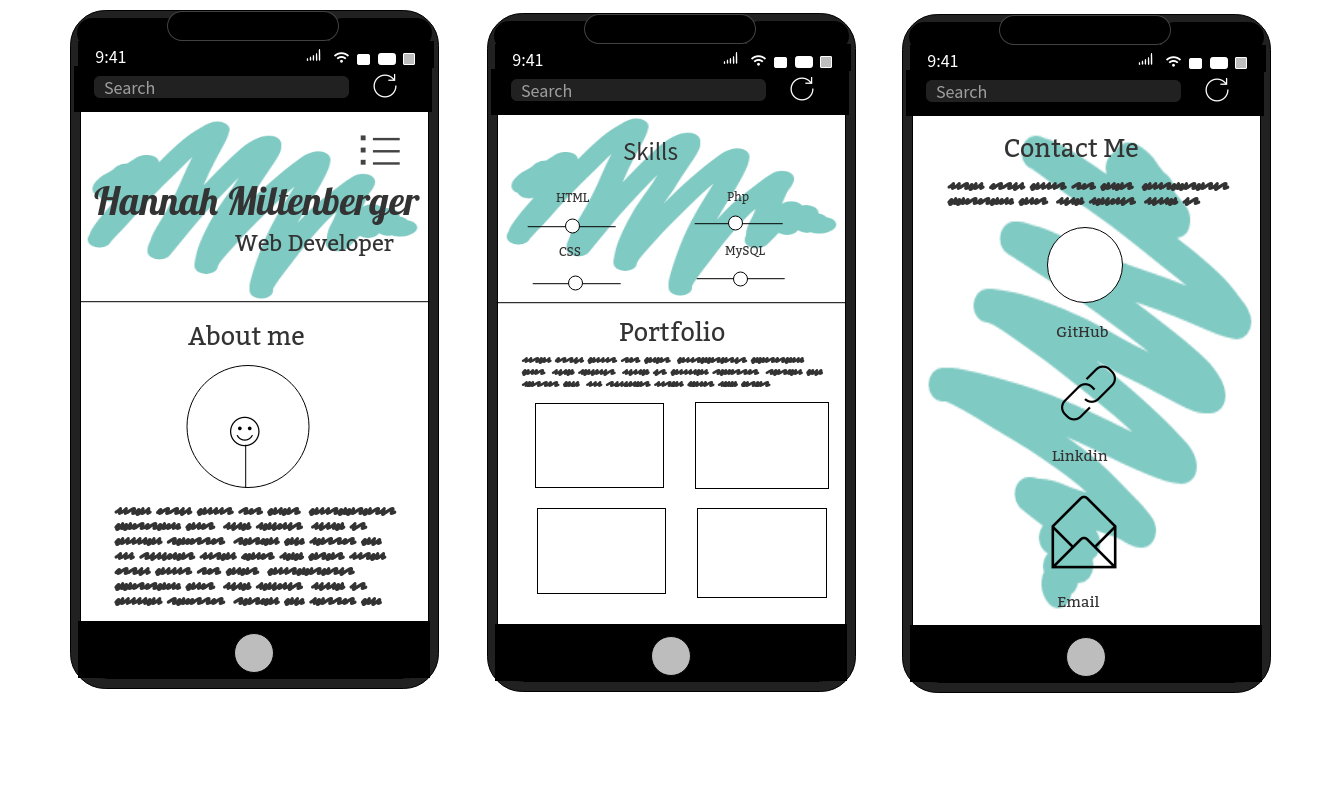 9:41
Search
Hannah Miltenberger
Web Developer
About me
9:41
Search
Skills
HTML
Php
CSS
MySQL
Portfolio
9:41
Search
Contact Me
GitHub
Linkdin
Email